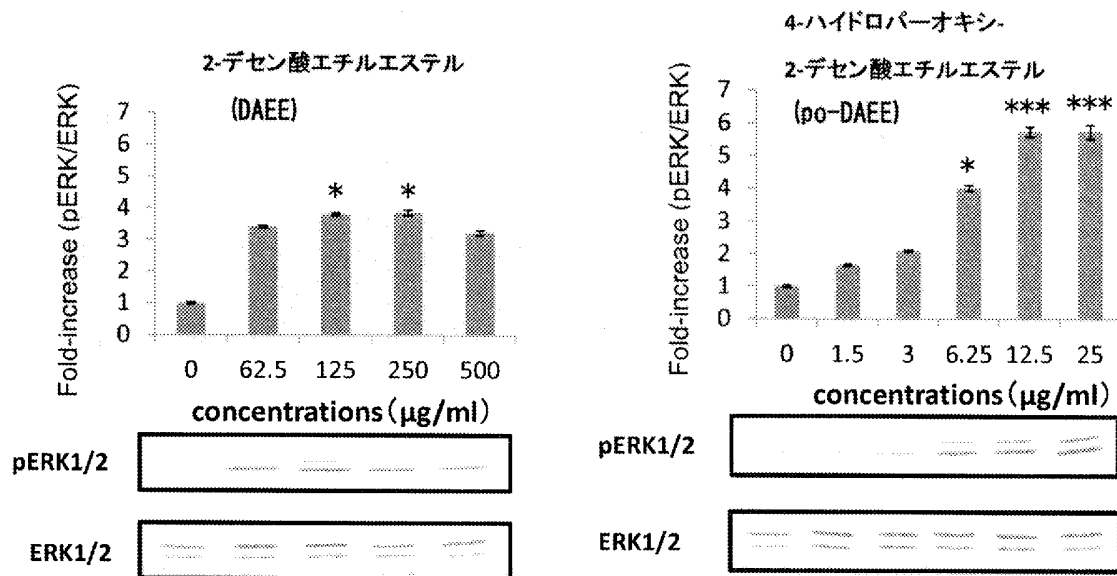 2-デセン酸エチルエステル
(DAEE)
Fold-increase (pERK/ERK)
7
6
5
4
3
2
1
0
* *
0 62.5 125 250 500
concentrations(μg/ml)
pERK1/2
ERK1/2
4-ハイドロパーオキシ-
2-デセン酸エチルエステル
(po-DAEE)
Fold-increase (pERK/ERK)
7
6
5
4
3
2
1
0
* *** ***
0 1.5 3 6.25 12.5 25
concentrations(μg/ml)
pERK1/2
ERK1/2